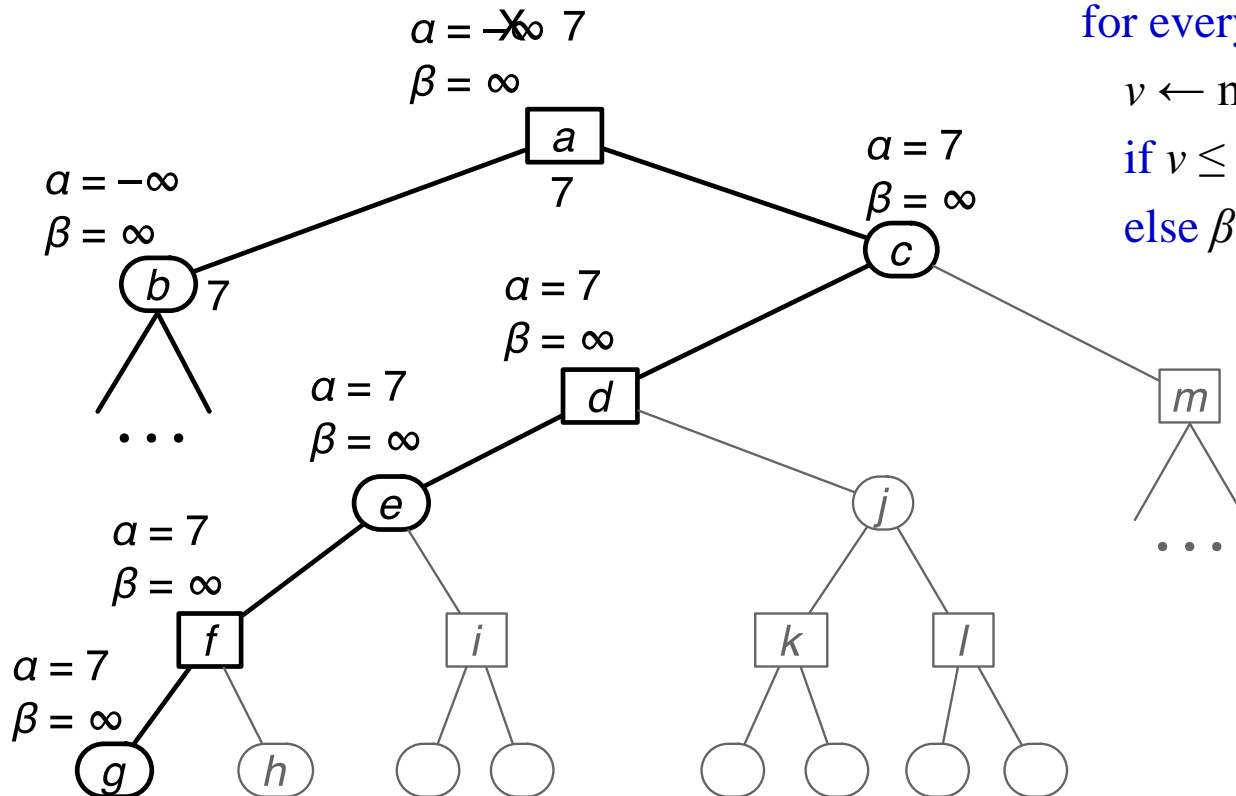 α = –∞ 7
β = ∞
a
7
for every
v ←
if v ≤
else β
α = –∞
β = ∞
b 7
. . .
α = 7
β = ∞
c
α = 7
β = ∞
d
m
. . .
α = 7
β = ∞
e
j
α = 7
β = ∞
f
i
k
l
α = 7
β = ∞
g
h